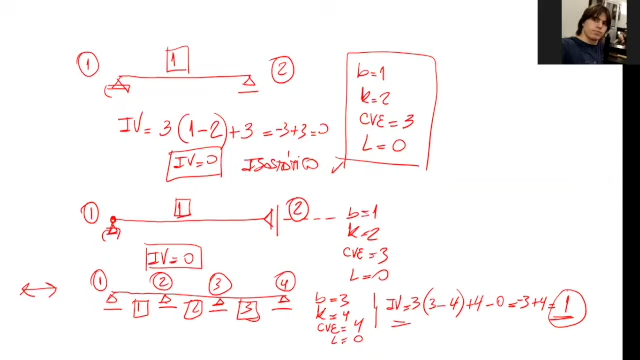 1 1 2
b=1
k=2
CVE=3
L=0
IV=3(1-2)+3=-3+3=0
IV=0 ISOSTÁTICO
1 1 2
b=1
k=2
CVE=3
L=0
IV=0
1 2 3 4
1 2 3
b=3
k=4
CVE=4
L=0
IV=3(3-4)+4-0=-3+4=1